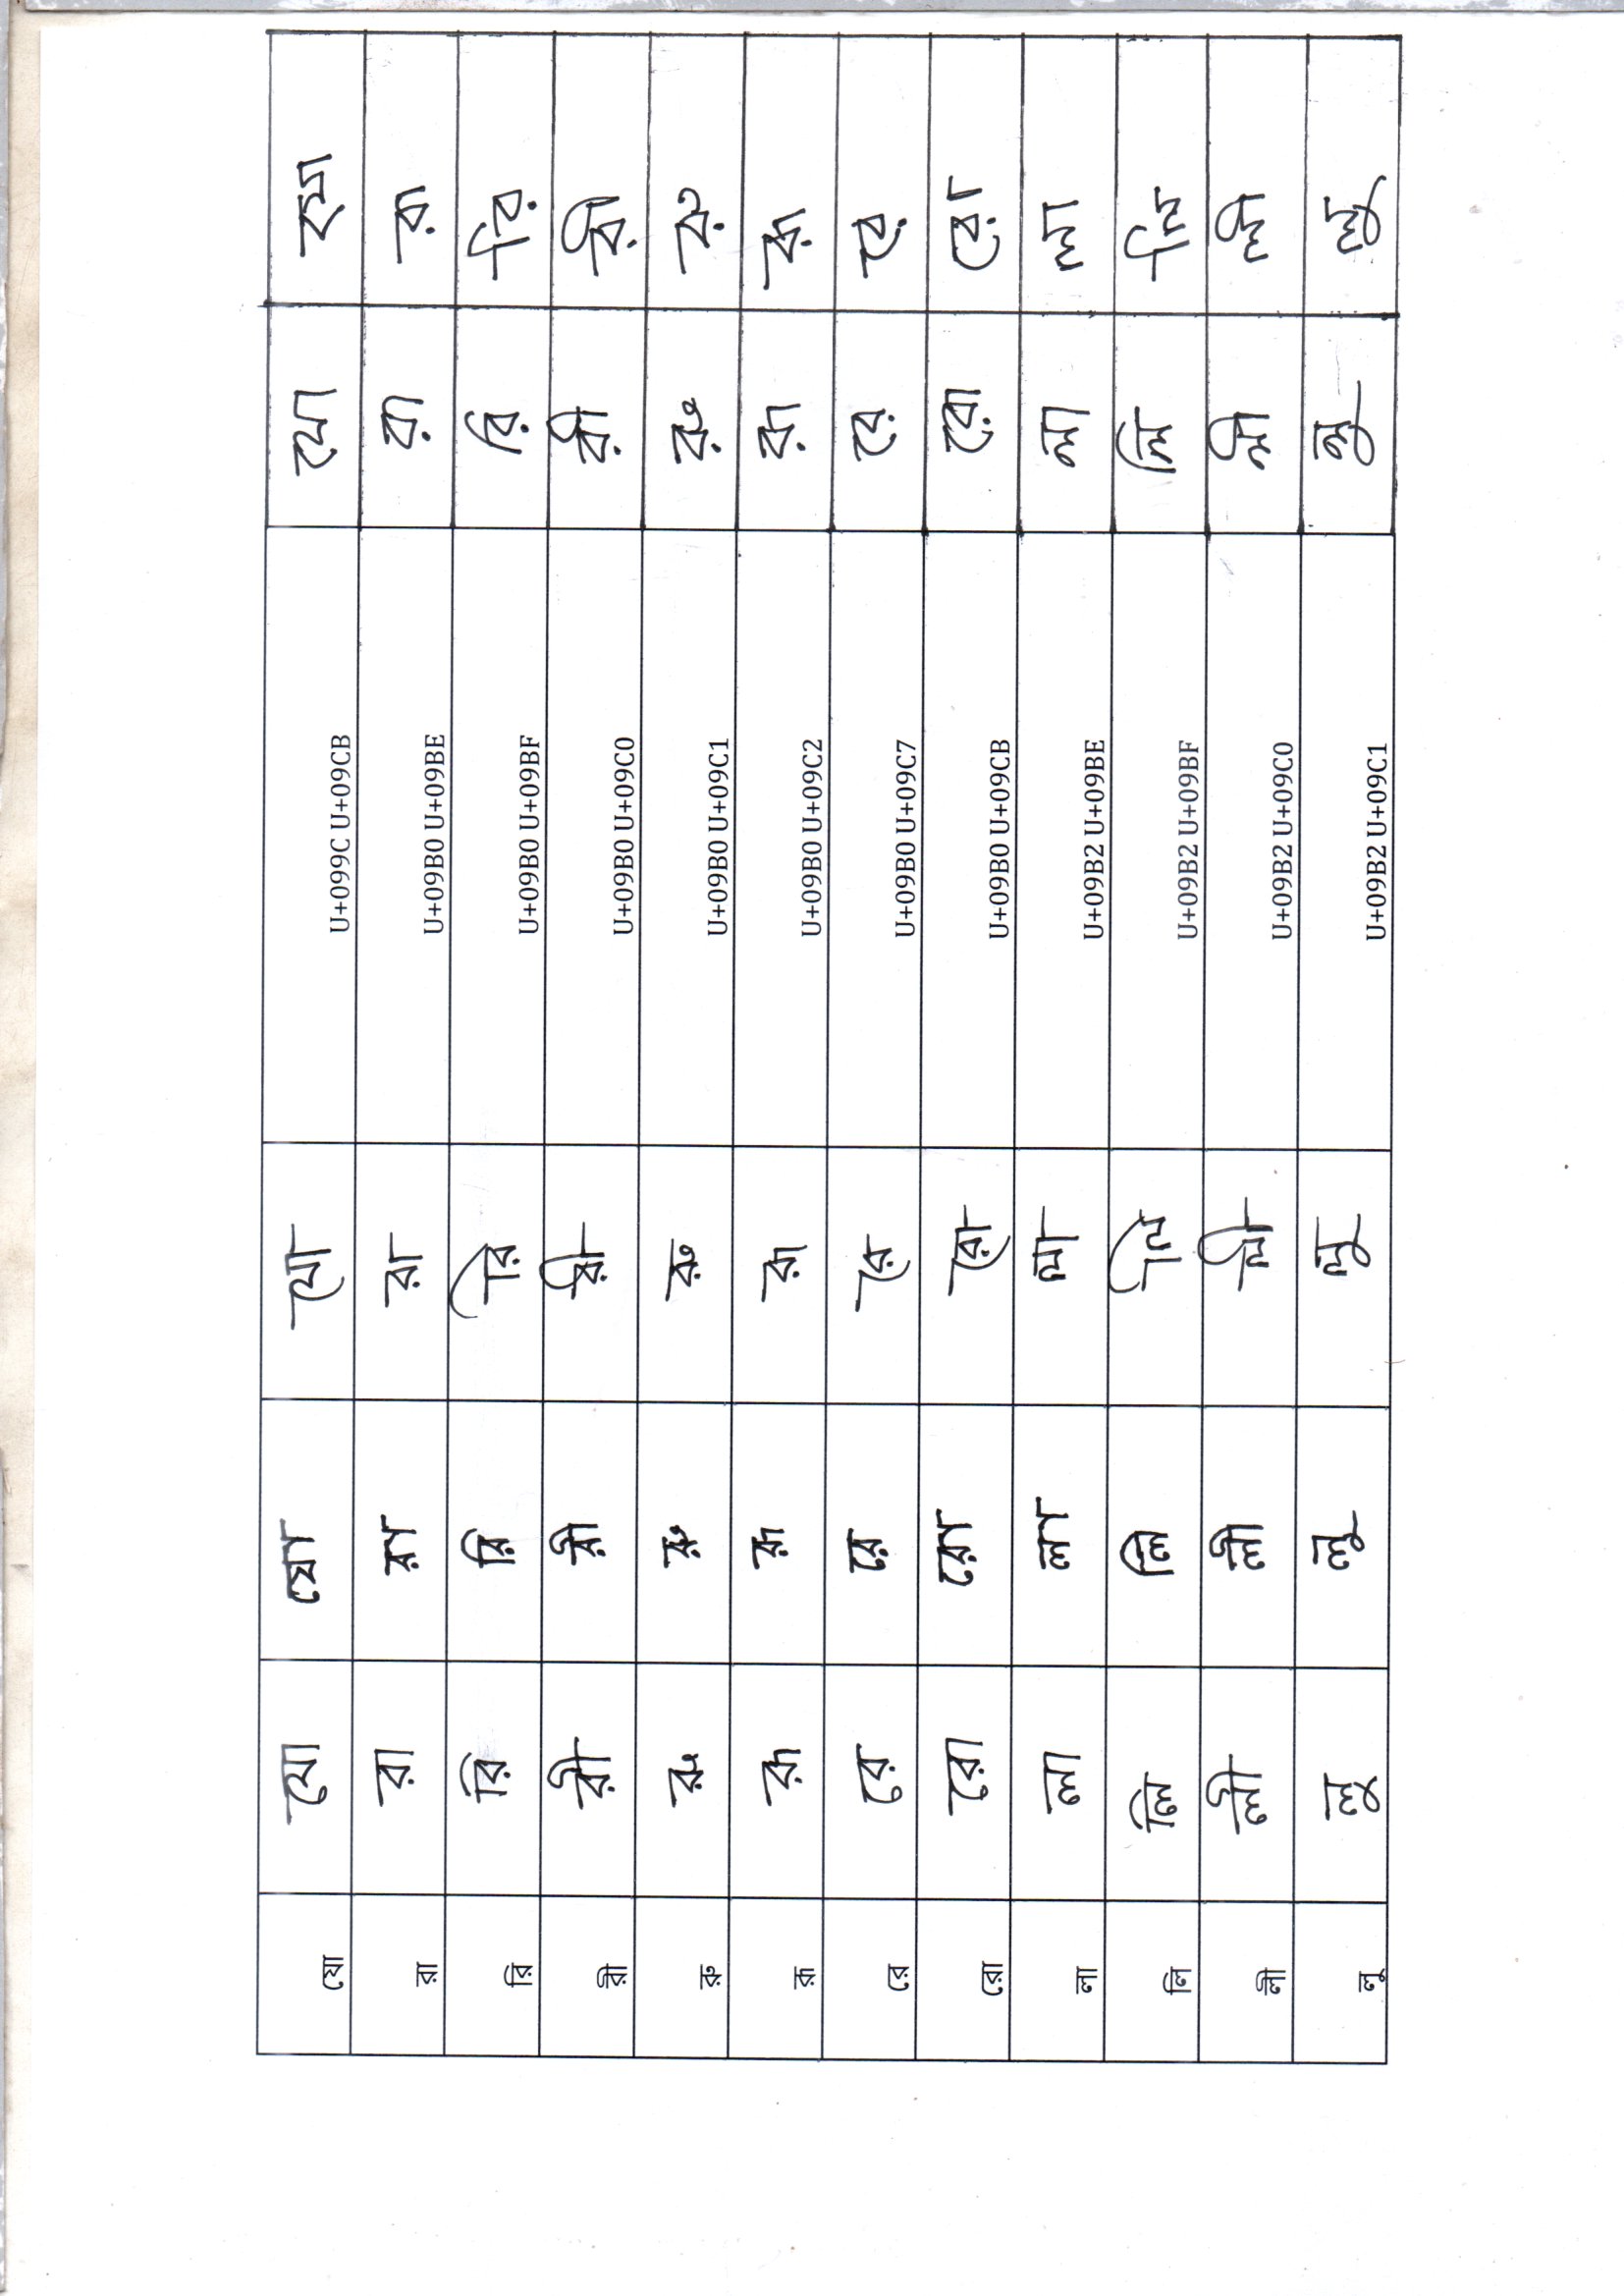 যো যো যো যো U+099C U+09CB যো যো
রা রা রা রা U+09B0 U+09BE রা রা
রি রি রি রি U+09B0 U+09BF রি রি
রী রী রী রী U+09B0 U+09C0 রী রী
রু রু রু রু U+09B0 U+09C1 রু রু
রূ রূ রূ রূ U+09B0 U+09C2 রূ রূ
রে রে রে রে U+09B0 U+09C7 রে রে
রো রো রো রো U+09B0 U+09CB রো রো
লা লা লা লা U+09B2 U+09BE লা লা
লি লি লি লি U+09B2 U+09BF লি লি
লী লী লী লী U+09B2 U+09C0 লী লী
লু লু লু লু U+09B2 U+09C1 লু লু